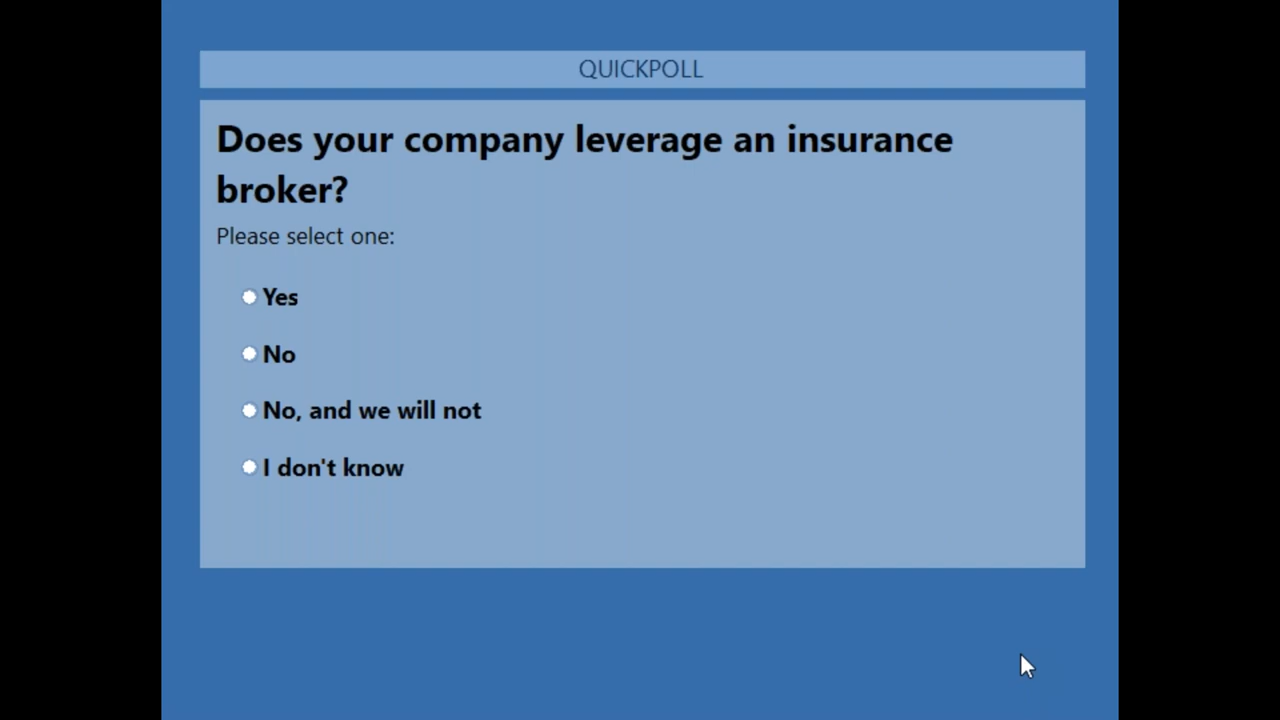 QUICKPOLL
Does your company leverage an insurance
broker?
Please select one:
Yes
No
No, and we will not
I don't know